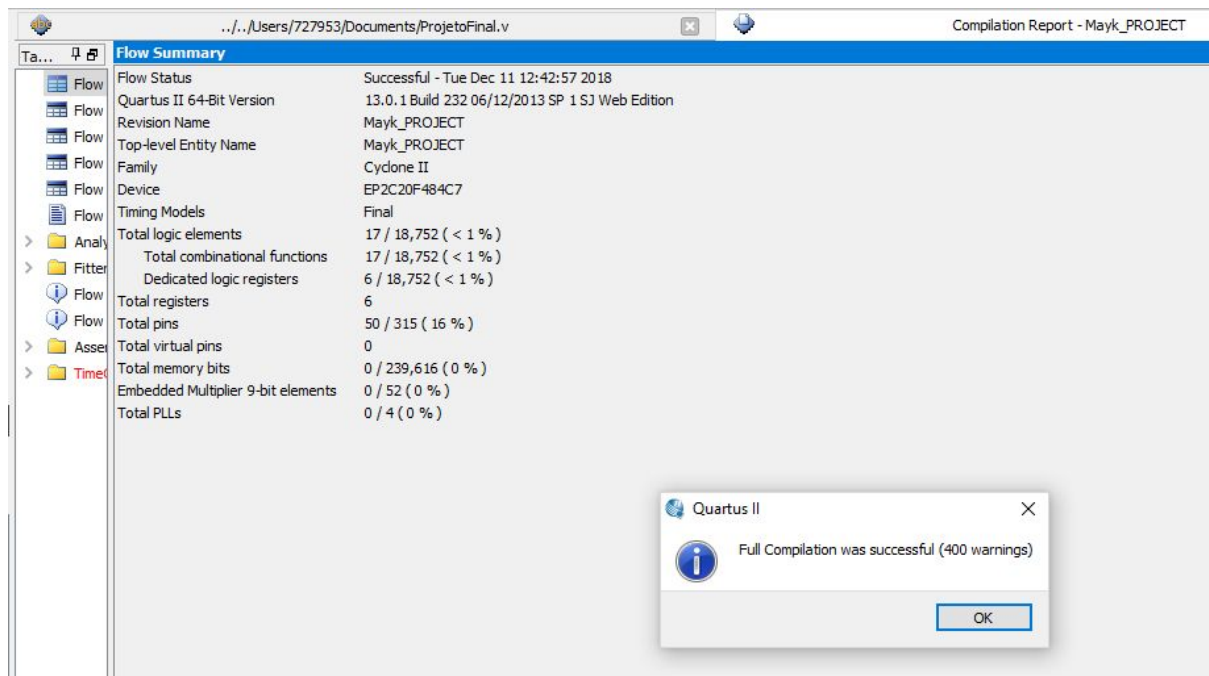 ../../Users/727953/Documents/ProjetoFinal.v
Compilation Report - Mayk_PROJECT
Ta...
Flow Summary
Flow
Flow
Flow
Flow
Flow
Flow
Analy
Fitter
Flow
Flow
Asse
Time
Flow Status Successful - Tue Dec 11 12:42:57 2018
Quartus II 64-Bit Version 13.0.1 Build 232 06/12/2013 SP 1 SJ Web Edition
Revision Name Mayk_PROJECT
Top-level Entity Name Mayk_PROJECT
Family Cyclone II
Device EP2C20F484C7
Timing Models Final
Total logic elements 17 / 18,752 ( < 1 % )
Total combinational functions 17 / 18,752 ( < 1 % )
Dedicated logic registers 6 / 18,752 ( < 1 % )
Total registers 6
Total pins 50 / 315 ( 16 % )
Total virtual pins 0
Total memory bits 0 / 239,616 ( 0 % )
Embedded Multiplier 9-bit elements 0 / 52 ( 0 % )
Total PLLs 0 / 4 ( 0 % )
Quartus II
Full Compilation was successful (400 warnings)
OK